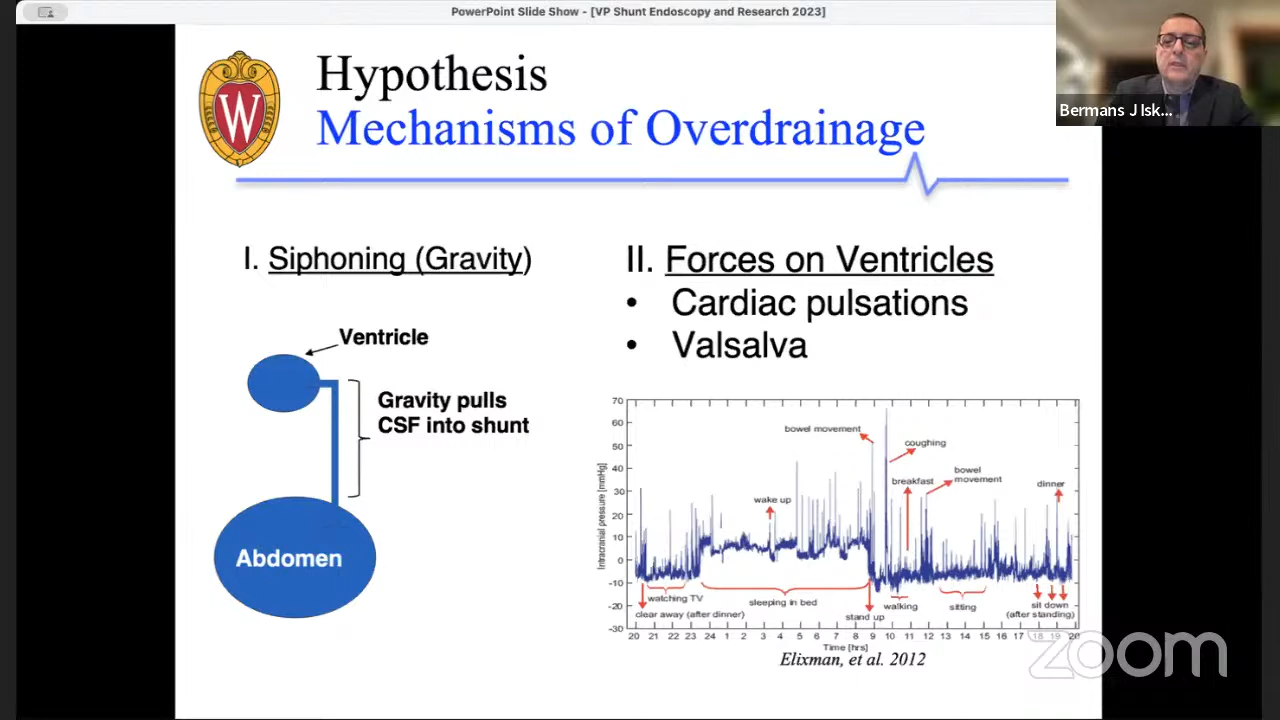 PowerPoint Slide Show - [VP Shunt Endoscopy and Research 2023]
Bermans J Isk...
W
Hypothesis
Mechanisms of Overdrainage
I. Siphoning (Gravity)
Ventricle
Gravity pulls
CSF into shunt
Abdomen
II. Forces on Ventricles
• Cardiac pulsations
• Valsalva
70
60
50
40
30
20
10
0
-10
-20
-30
Intracranial pressure [mmHg]
bowel movement
coughing
wake up
breakfast
bowel
movement
dinner
watching TV
clear away (after dinner)
sleeping in bed
stand up
walking
sitting
sit down
(after standing)
20 21 22 23 24 1 2 3 4 5 6 7 8 9 10 11 12 13 14 15 16 17 18 19 20
Time [hrs]
Elixman, et al. 2012
zoom